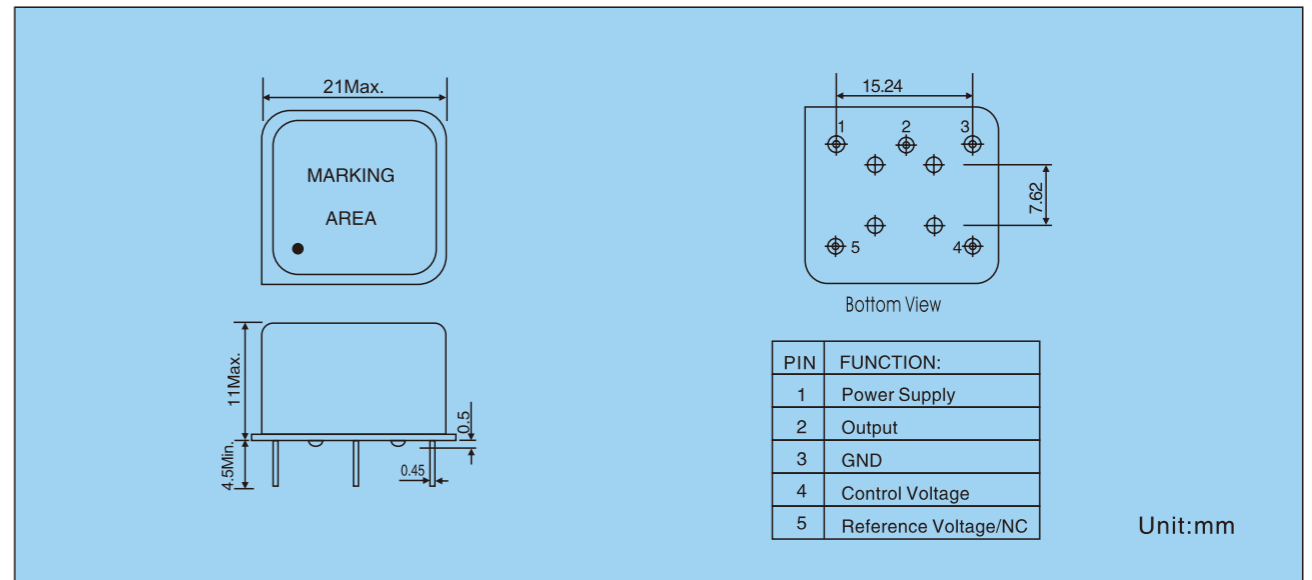 21Max.
MARKING
AREA
11Max.
4.5Min.
0.5
0.45
15.24
1 2 3
7.62
5 4
Bottom View
PIN FUNCTION:
1 Power Supply
2 Output
3 GND
4 Control Voltage
5 Reference Voltage/NC
Unit:mm